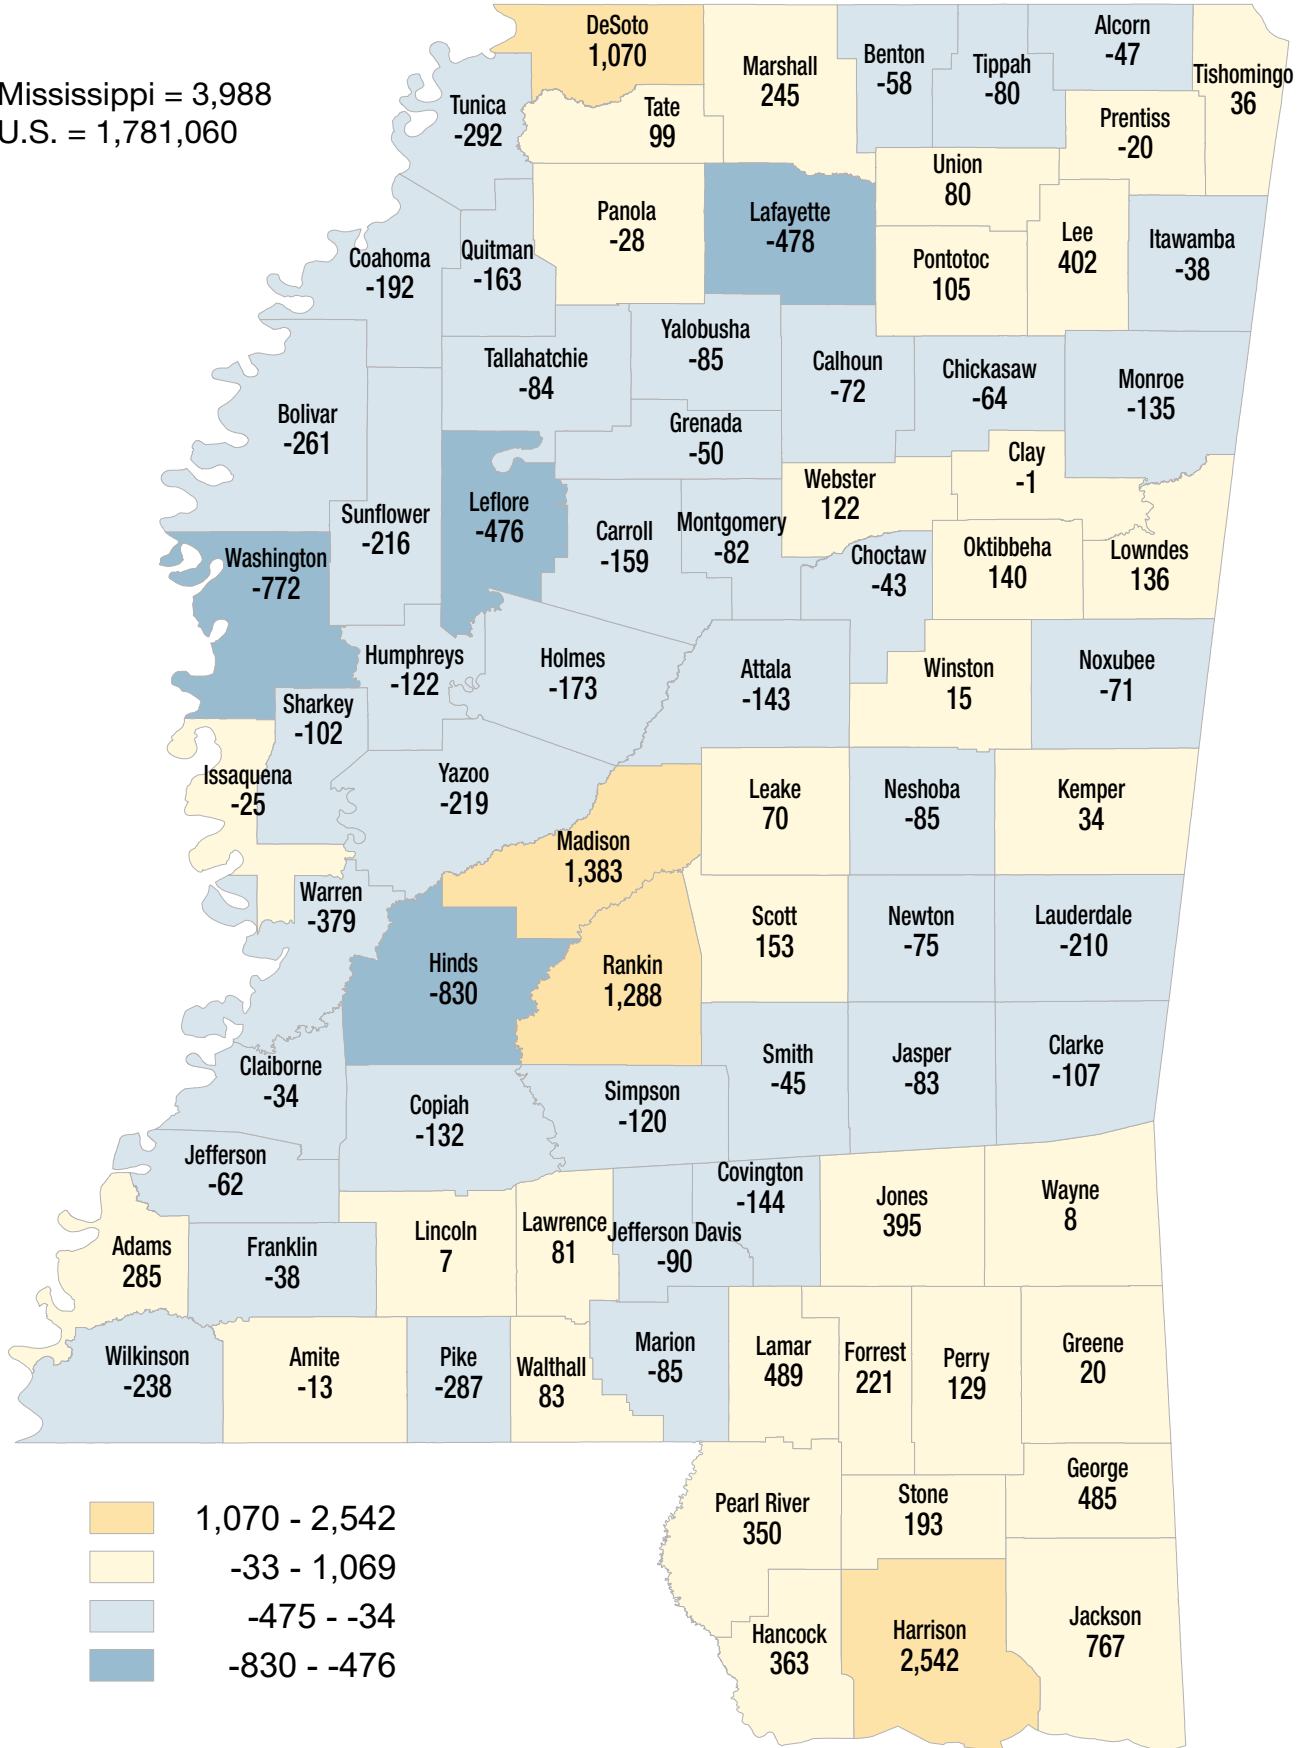 DeSoto
1,070
Marshall
245
Benton
-58
Tippah
-80
Alcorn
-47
Tishomingo
36
Mississippi = 3,988
U.S. = 1,781,060
Tunica
-292
Tate
99
Prentiss
-20
Union
80
Panola
-28
Lafayette
-478
Lee
402
Itawamba
-38
Coahoma
-192
Quitman
-163
Pontotoc
105
Yalobusha
-85
Tallahatchie
-84
Calhoun
-72
Chickasaw
-64
Monroe
-135
Bolivar
-261
Grenada
-50
Clay
-1
Webster
122
Leflore
-476
Sunflower
-216
Carroll
-159
Montgomery
-82
Choctaw
-43
Oktibbeha
140
Lowndes
136
Washington
-772
Humphreys
-122
Holmes
-173
Attala
-143
Winston
15
Noxubee
-71
Sharkey
-102
Issaquena
-25
Yazoo
-219
Leake
70
Neshoba
-85
Kemper
34
Madison
1,383
Warren
-379
Scott
153
Newton
-75
Lauderdale
-210
Hinds
-830
Rankin
1,288
Smith
-45
Jasper
-83
Clarke
-107
Claiborne
-34
Copiah
-132
Simpson
-120
Jefferson
-62
Covington
-144
Jones
395
Wayne
8
Adams
285
Franklin
-38
Lincoln
7
Lawrence
81
Jefferson Davis
-90
Wilkinson
-238
Amite
-13
Pike
-287
Walthall
83
Marion
-85
Lamar
489
Forrest
221
Perry
129
Greene
20
George
485
Pearl River
350
Stone
193
Hancock
363
Harrison
2,542
Jackson
767
1,070 - 2,542
-33 - 1,069
-475 - -34
-830 - -476